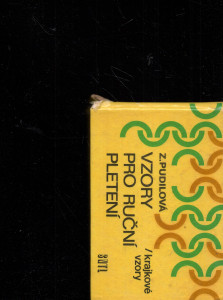 Z. PUDILOVÁ
VZORY
PRO RUČNÍ
PLETENÍ
/ krajkové
vzory
SNTL